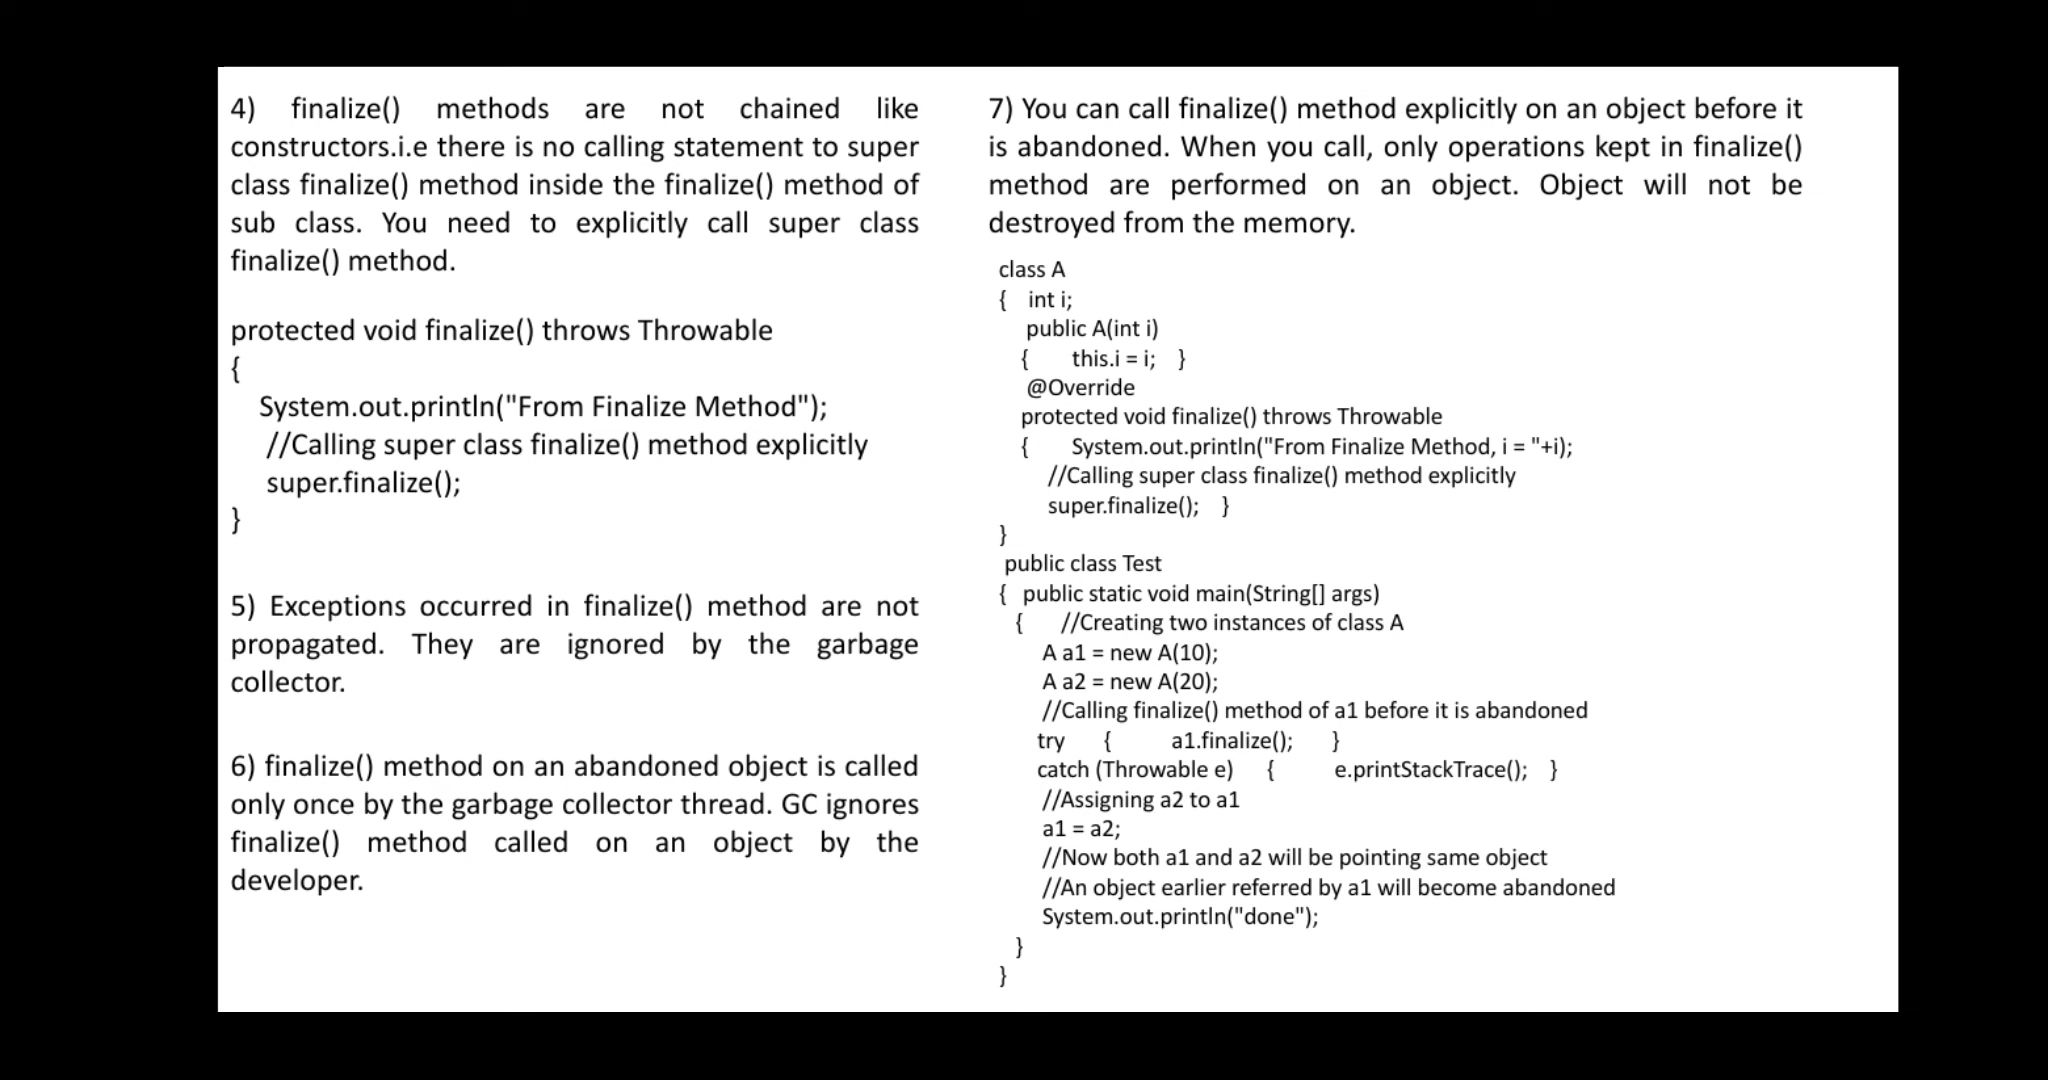 4) finalize() methods are not chained like
constructors.i.e there is no calling statement to super
class finalize() method inside the finalize() method of
sub class. You need to explicitly call super class
finalize() method.
protected void finalize() throws Throwable
{
System.out.println("From Finalize Method");
//Calling super class finalize() method explicitly
super.finalize();
}
5) Exceptions occurred in finalize() method are not
propagated. They are ignored by the garbage
collector.
6) finalize() method on an abandoned object is called
only once by the garbage collector thread. GC ignores
finalize() method called on an object by the
developer.
7) You can call finalize() method explicitly on an object before it
is abandoned. When you call, only operations kept in finalize()
method are performed on an object. Object will not be
destroyed from the memory.
class A
{ int i;
public A(int i)
{ this.i = i; }
@Override
protected void finalize() throws Throwable
{ System.out.println("From Finalize Method, i = "+i);
//Calling super class finalize() method explicitly
super.finalize(); }
}
public class Test
{ public static void main(String[] args)
{ //Creating two instances of class A
A a1 = new A(10);
A a2 = new A(20);
//Calling finalize() method of a1 before it is abandoned
try { a1.finalize(); }
catch (Throwable e) { e.printStackTrace(); }
//Assigning a2 to a1
a1 = a2;
//Now both a1 and a2 will be pointing same object
//An object earlier referred by a1 will become abandoned
System.out.println("done");
}
}